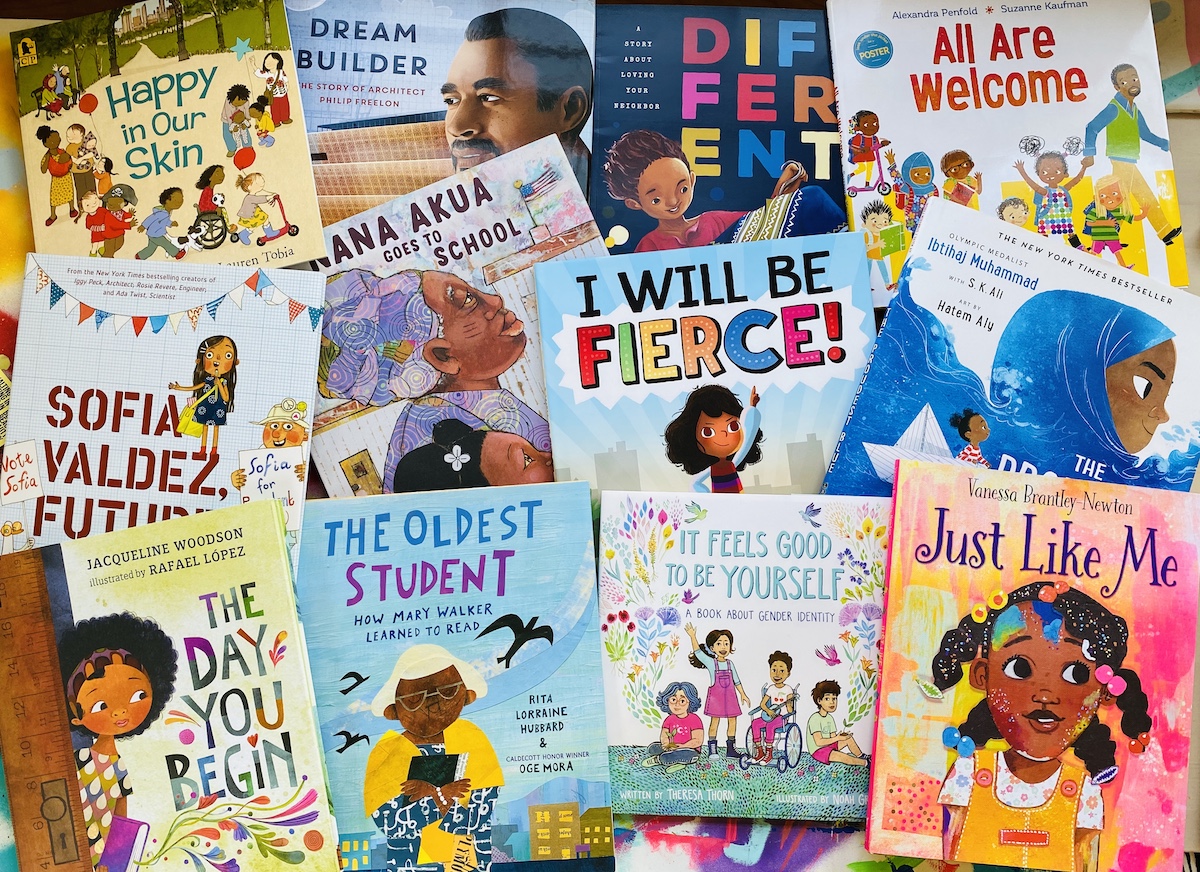 Happy
in Our
Skin
Lauren Tobia
DREAM
BUILDER
THE STORY OF ARCHITECT
PHILIP FREELON
A
STORY
ABOUT
LOVING
YOUR
NEIGHBOR
DIF
FER
ENT
Alexandra Penfold * Suzanne Kaufman
POSTER
All Are
Welcome
From the New York Times bestselling creators of
Iggy Peck, Architect; Rosie Revere, Engineer;
and Ada Twist, Scientist
SOFIA
VALDEZ,
Vote
Sofia
Sofia
for
NANA AKUA
GOES TO
SCHOOL
I WILL BE
FIERCE!
THE NEW YORK TIMES BESTSELLER
OLYMPIC MEDALIST
Ibtihaj Muhammad
WITH S.K. Ali
ART BY
Hatem Aly
THE
JACQUELINE WOODSON
illustrated by RAFAEL LÓPEZ
THE
DAY
YOU
BEGIN
THE OLDEST
STUDENT
HOW MARY WALKER
LEARNED TO READ
RITA
LORRAINE
HUBBARD
&
CALDECOTT HONOR WINNER
OGE MORA
IT FEELS GOOD
TO BE YOURSELF
A BOOK ABOUT GENDER IDENTITY
WRITTEN BY THERESA THORN
ILLUSTRATED BY NOAH
Vanessa Brantley-Newton
Just Like Me